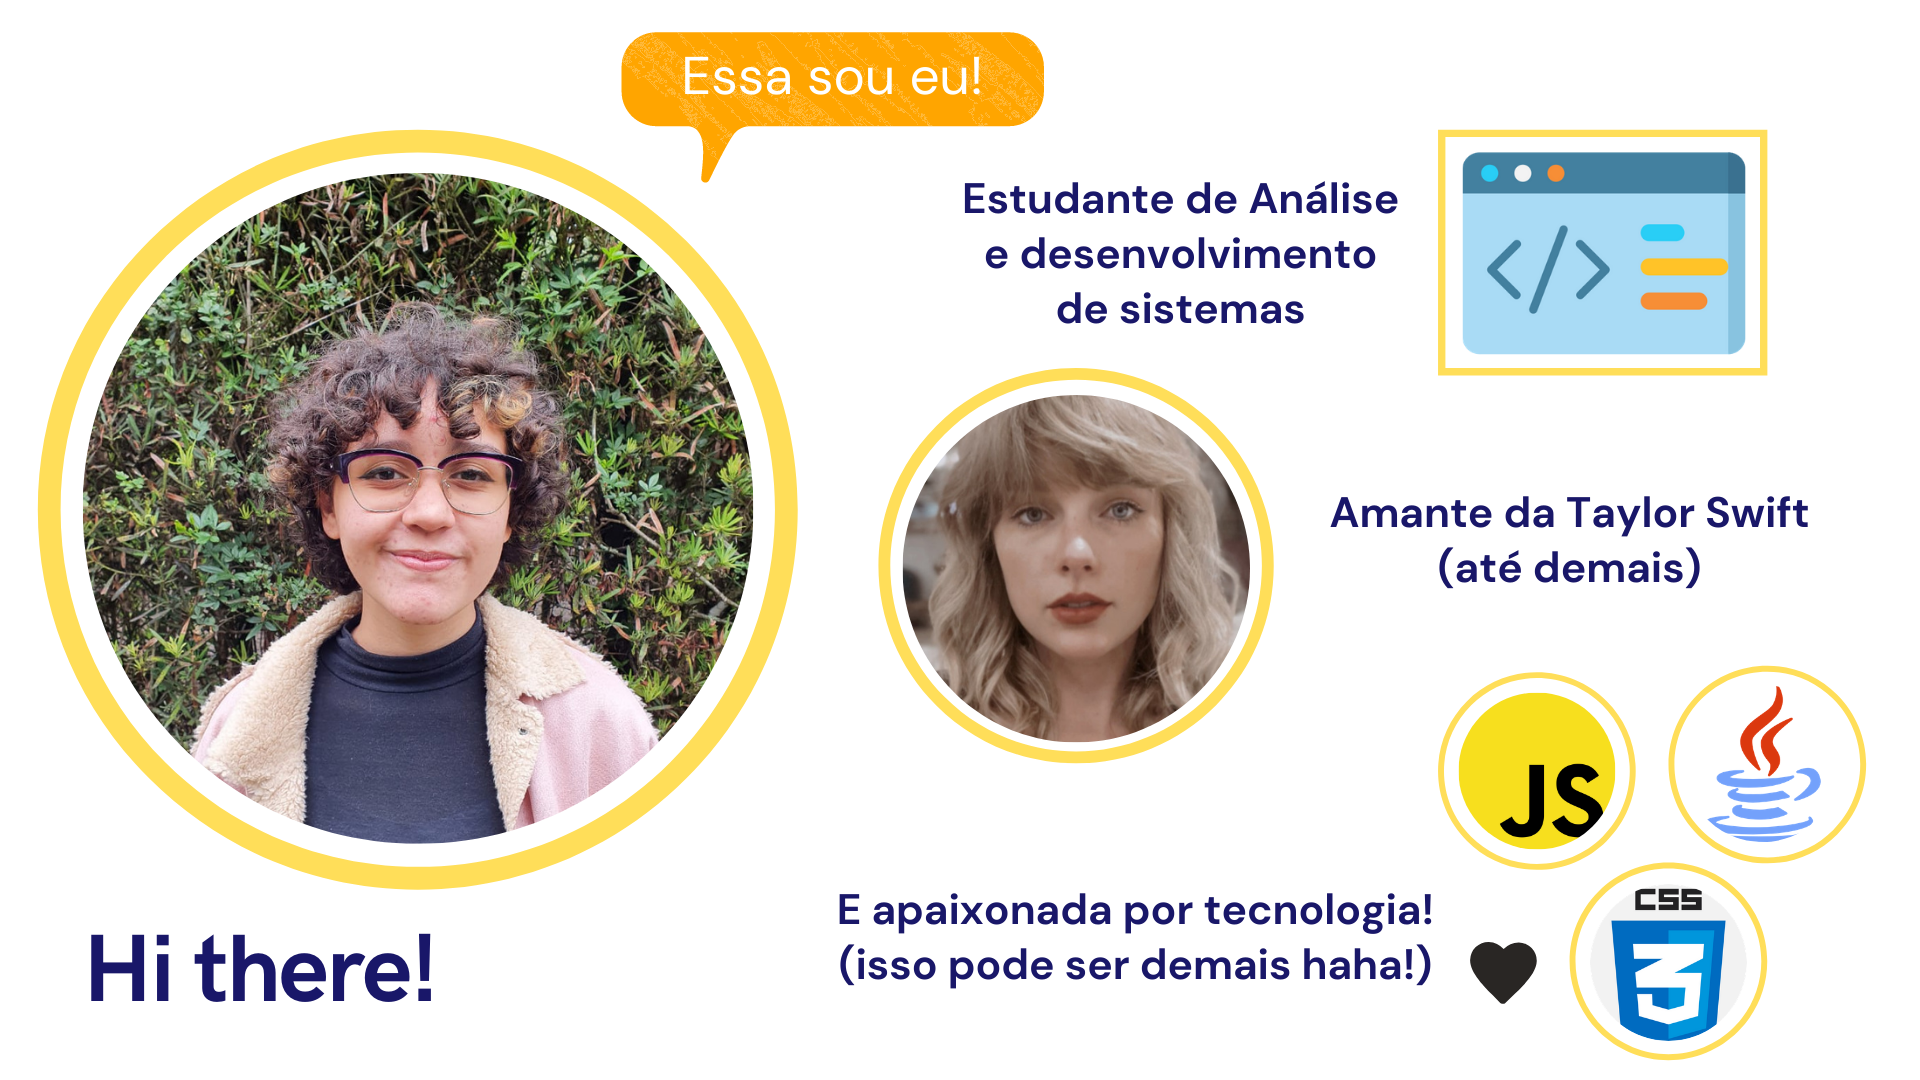 Essa sou eu!
Estudante de Análise
e desenvolvimento
de sistemas
Amante da Taylor Swift
(até demais)
JS
E apaixonada por tecnologia!
(isso pode ser demais haha!)
CSS
3
Hi there!